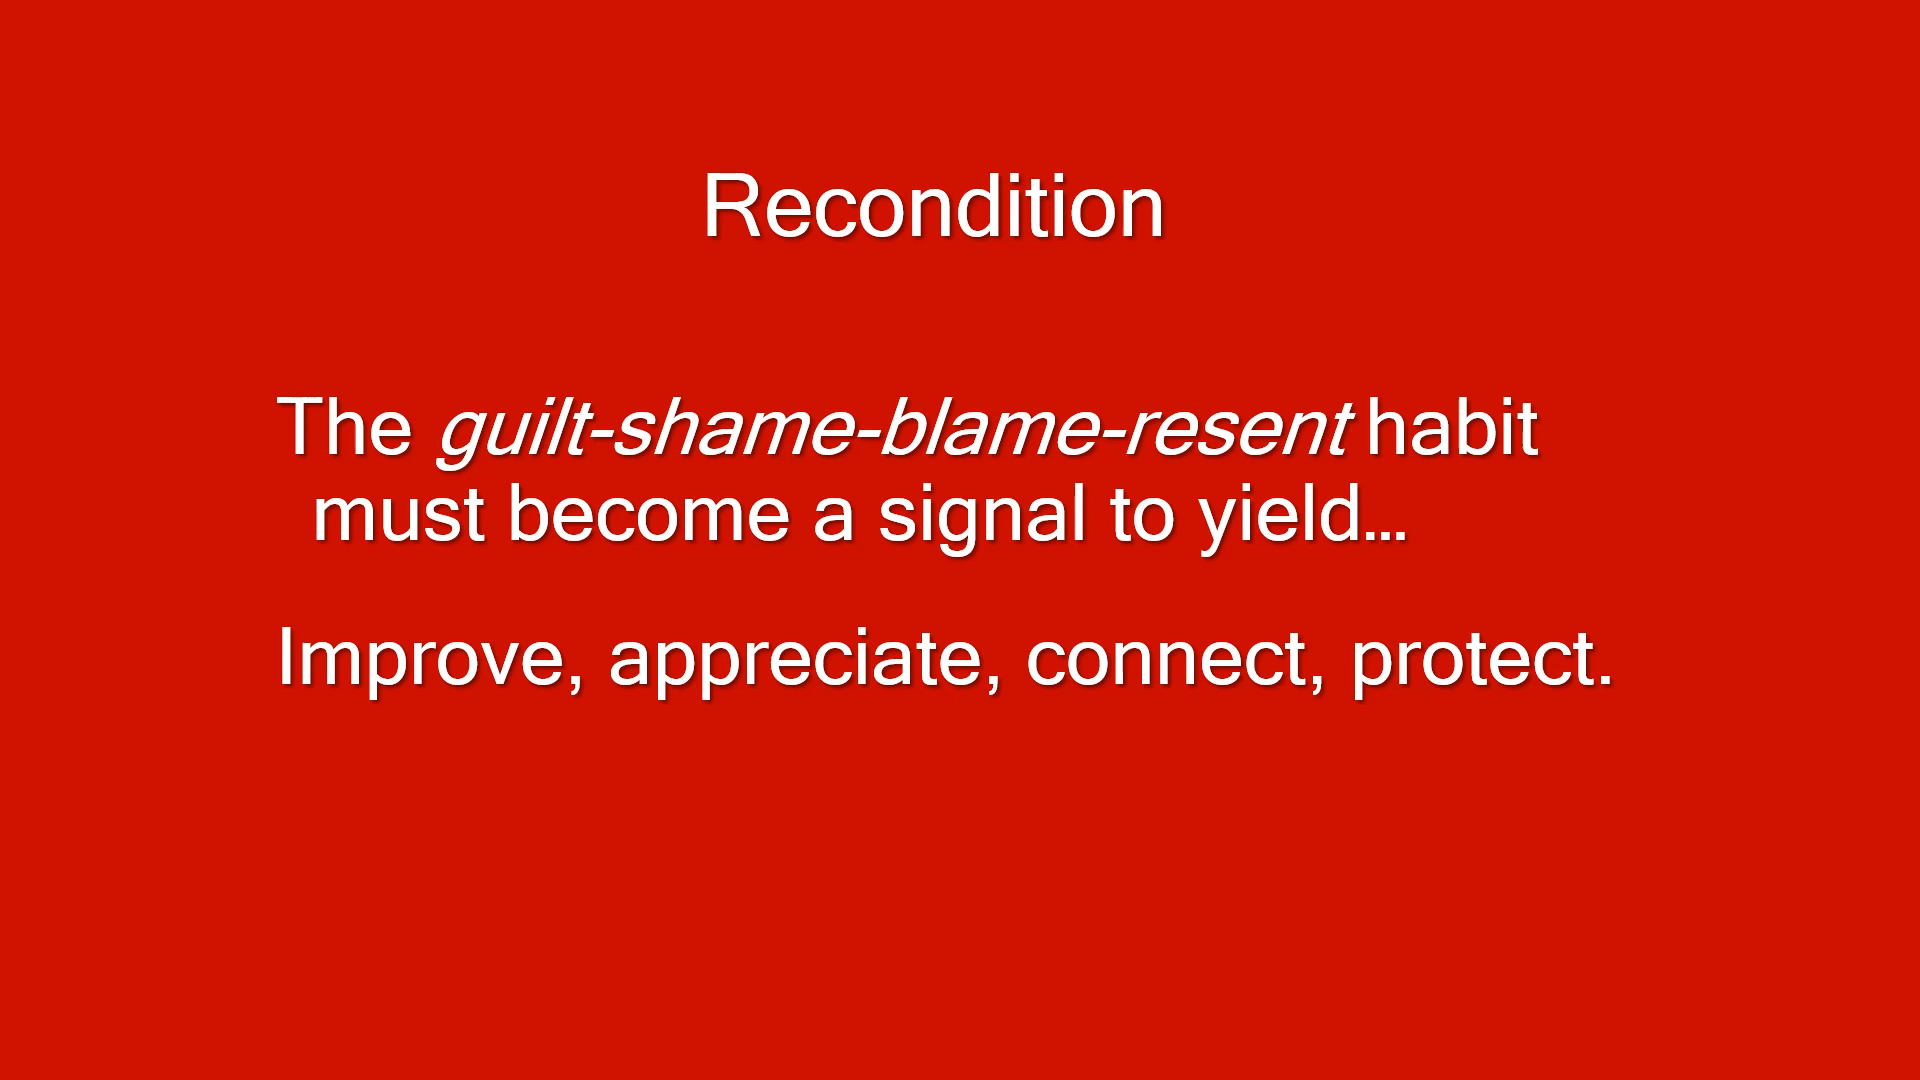 Recondition
The guilt-shame-blame-resent habit
must become a signal to yield...
Improve, appreciate, connect, protect.